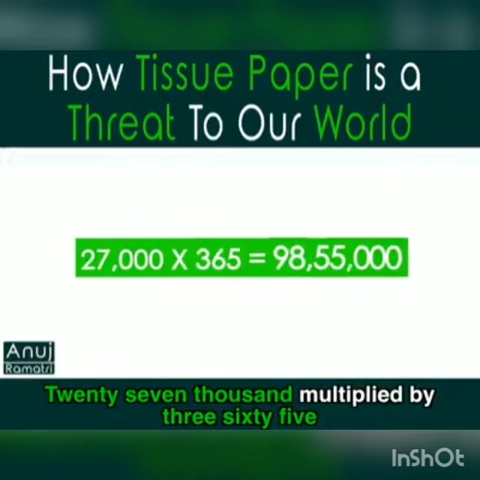 How Tissue Paper is a
Threat To Our World
27,000 X 365 = 98,55,000
Anuj
Ramatri
Twenty seven thousand multiplied by
three sixty five
InShOt